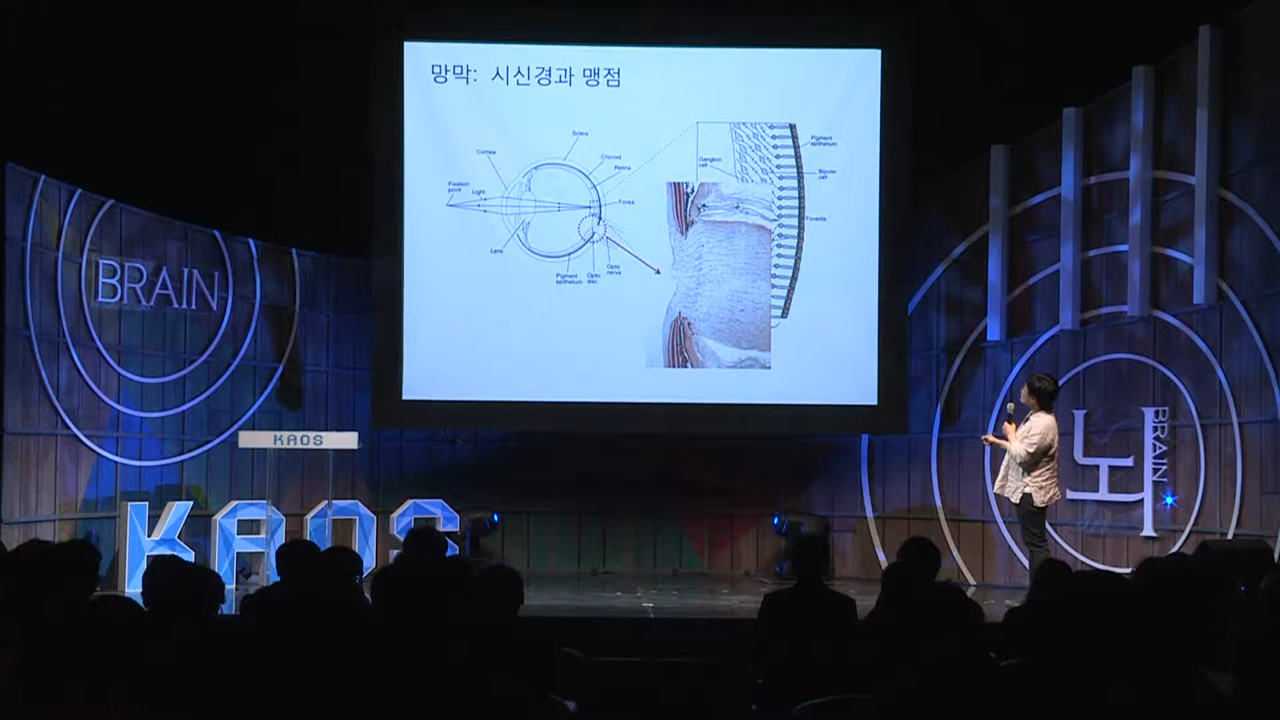 망막: 시신경과 맹점
Sclera
Cornea
Choroid
Retina
Fixation
point
Light
Fovea
Lens
Pigment
epithelium
Optic
disc
Optic
nerve
Pigment
epithelium
Ganglion
cell
Bipolar
cell
Foveola
BRAIN
KAOS
KAOS
뇌
BRAIN